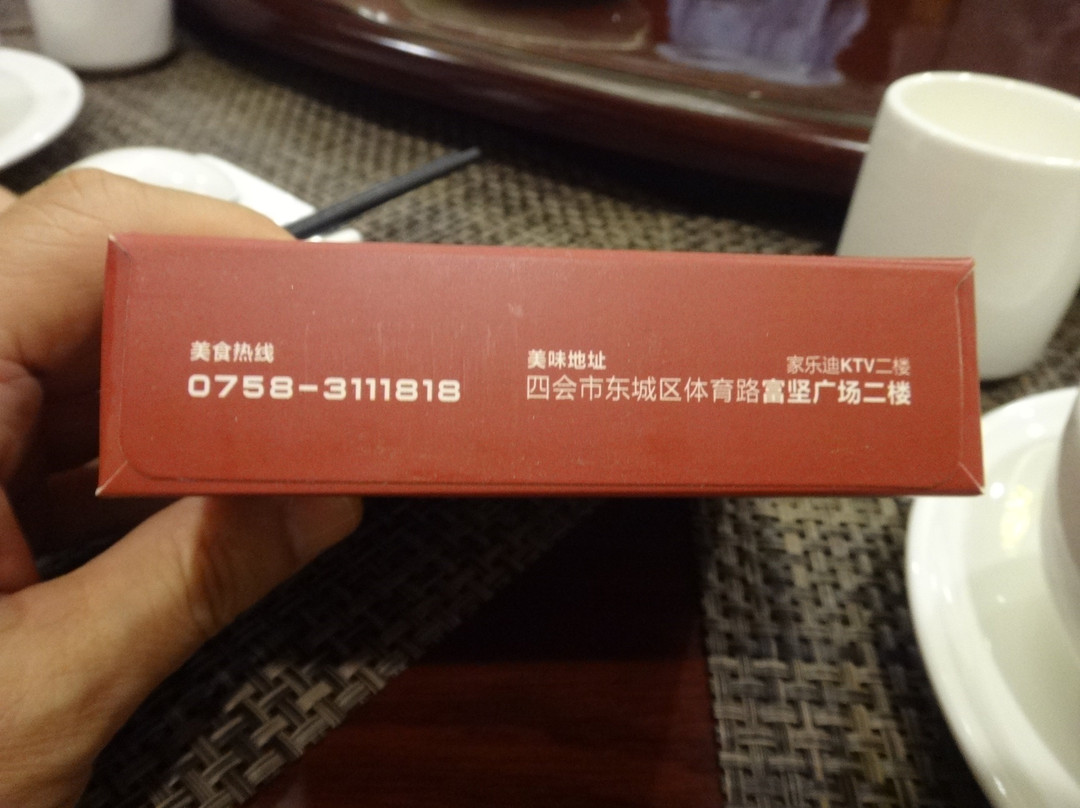 美食热线
0758-3111818
美味地址
家乐迪KTV二楼
四会市东城区体育路富坚广场二楼